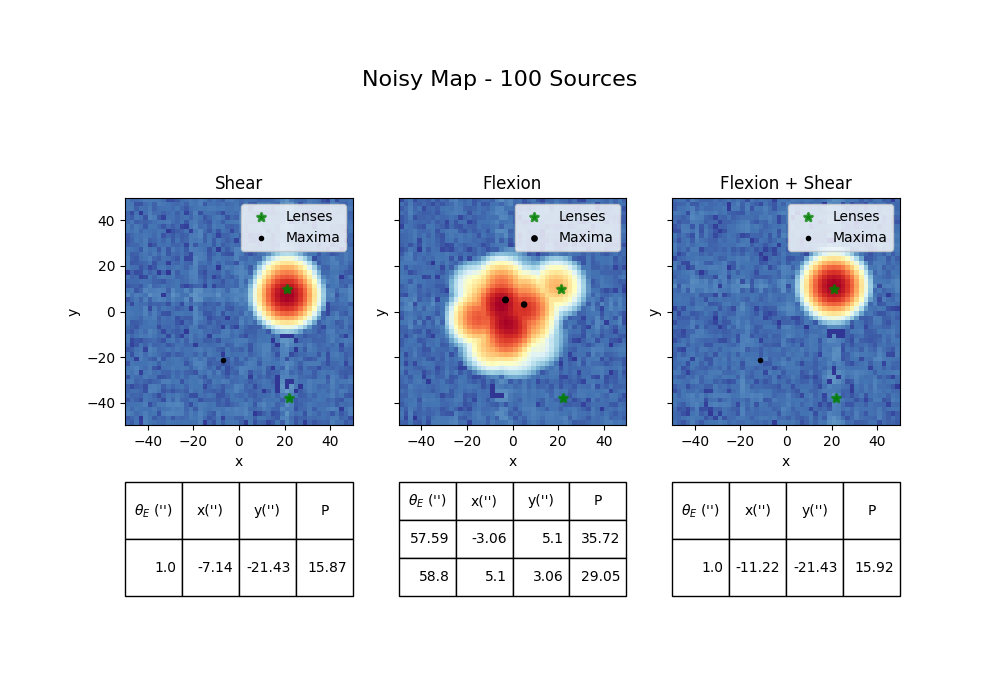 Noisy Map - 100 Sources
Shear
Lenses
Maxima
40
20
0
−20
−40
y
−40 −20 0 20 40
x
Flexion
Lenses
Maxima
y
−40 −20 0 20 40
x
Flexion + Shear
Lenses
Maxima
y
−40 −20 0 20 40
x
θE ('') x('') y('') P
1.0 -7.14 -21.43 15.87
θE ('') x('') y('') P
57.59 -3.06 5.1 35.72
58.8 5.1 3.06 29.05
θE ('') x('') y('') P
1.0 -11.22 -21.43 15.92